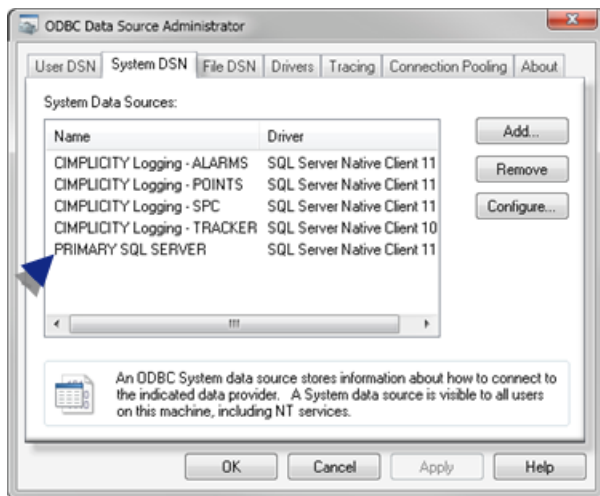 ODBC Data Source Administrator
User DSN System DSN File DSN Drivers Tracing Connection Pooling About
System Data Sources:
Name Driver
CIMPLICITY Logging - ALARMS SQL Server Native Client 11
CIMPLICITY Logging - POINTS SQL Server Native Client 11
CIMPLICITY Logging - SPC SQL Server Native Client 11
CIMPLICITY Logging - TRACKER SQL Server Native Client 10
PRIMARY SQL SERVER SQL Server Native Client 11
Add...
Remove
Configure...
An ODBC System data source stores information about how to connect to
the indicated data provider. A System data source is visible to all users
on this machine, including NT services.
OK Cancel Apply Help